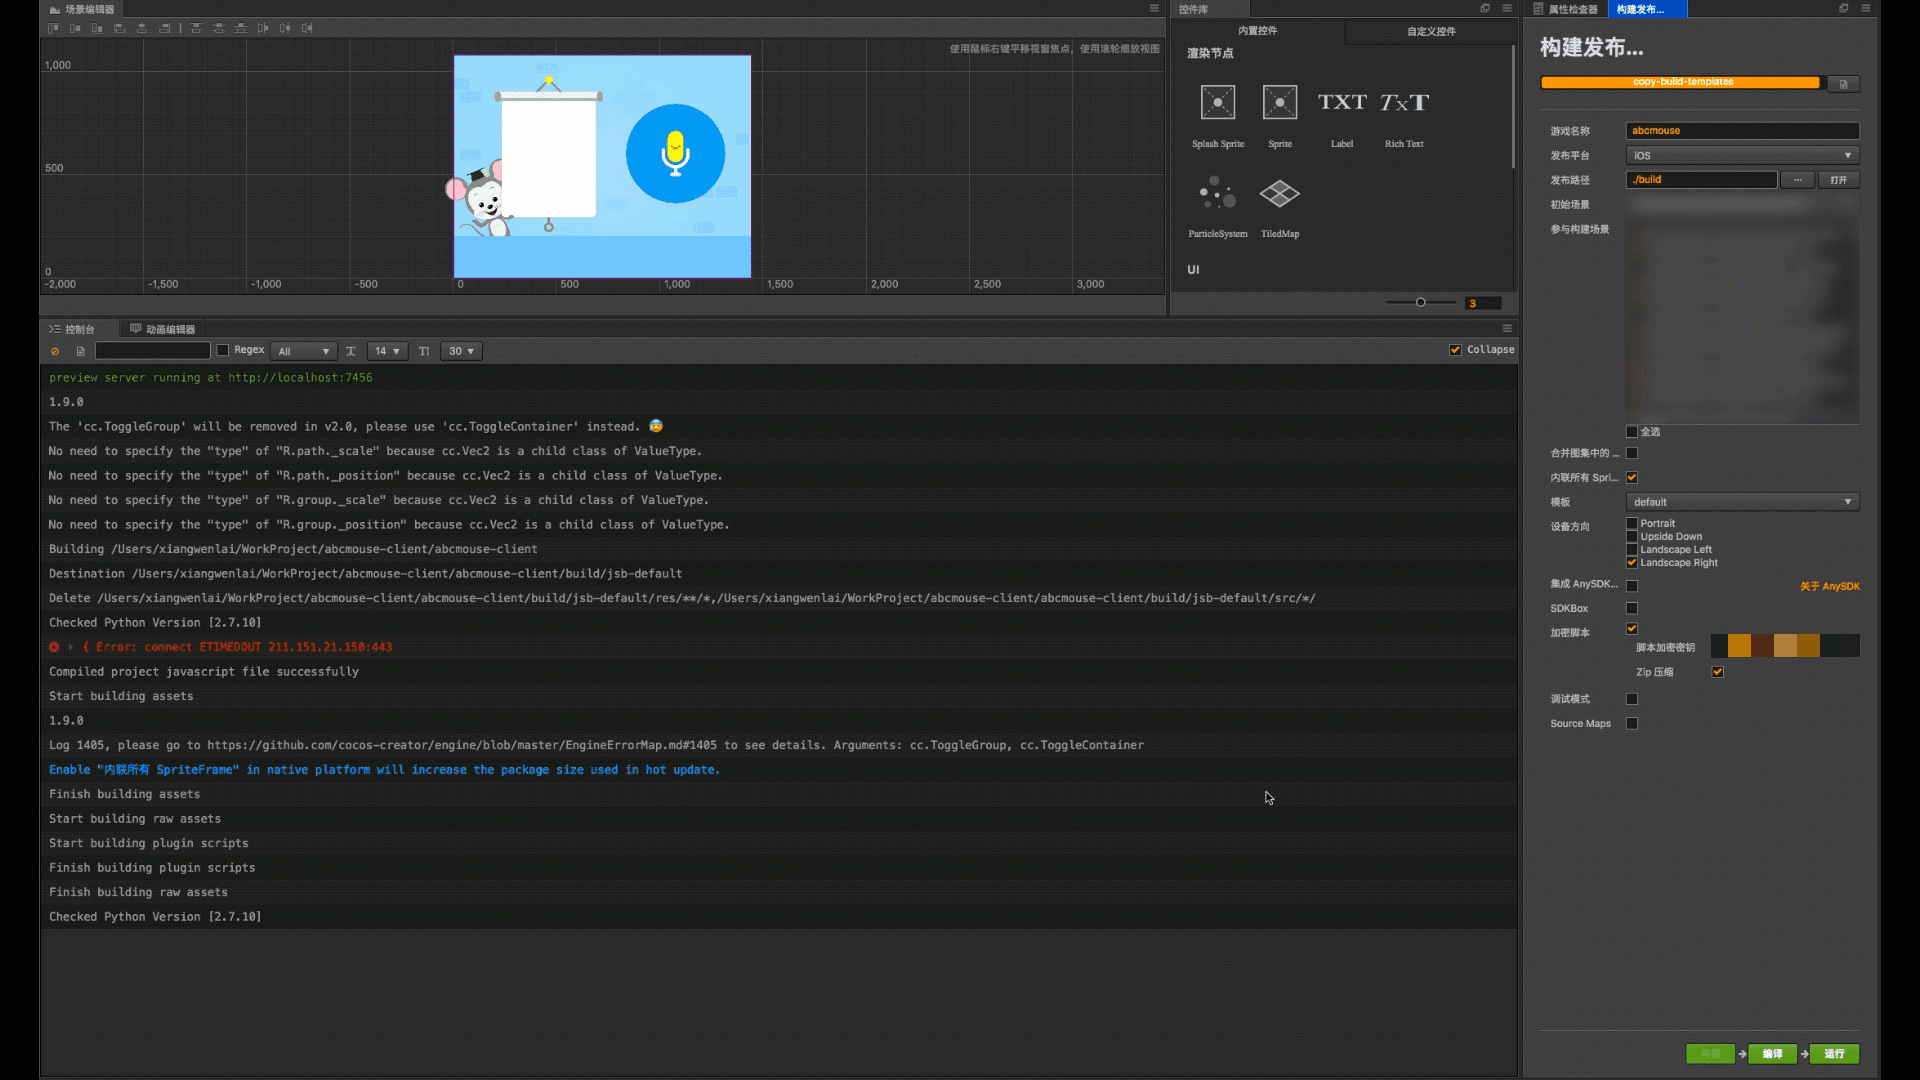 场景编辑器
使用鼠标右键平移视窗焦点，使用滚轮缩放视图
1,000
500
0
-2,000 -1,500 -1,000 -500 0 500 1,000 1,500 2,000 2,500 3,000
控件库
内置控件 自定义控件
渲染节点
TXT TxT
Splash Sprite Sprite Label Rich Text
ParticleSystem TiledMap
UI
3
控制台 动画编辑器
Regex All 14 30 Collapse
preview server running at http://localhost:7456
1.9.0
The 'cc.ToggleGroup' will be removed in v2.0, please use 'cc.ToggleContainer' instead.
No need to specify the "type" of "R.path._scale" because cc.Vec2 is a child class of ValueType.
No need to specify the "type" of "R.path._position" because cc.Vec2 is a child class of ValueType.
No need to specify the "type" of "R.group._scale" because cc.Vec2 is a child class of ValueType.
No need to specify the "type" of "R.group._position" because cc.Vec2 is a child class of ValueType.
Building /Users/xiangwenlai/WorkProject/abcmouse-client/abcmouse-client
Destination /Users/xiangwenlai/WorkProject/abcmouse-client/abcmouse-client/build/jsb-default
Delete /Users/xiangwenlai/WorkProject/abcmouse-client/abcmouse-client/build/jsb-default/res/**/*,/Users/xiangwenlai/WorkProject/abcmouse-client/abcmouse-client/build/jsb-default/src/*/
Checked Python Version [2.7.10]
{ Error: connect ETIMEDOUT 211.151.21.150:443
Compiled project javascript file successfully
Start building assets
1.9.0
Log 1405, please go to https://github.com/cocos-creator/engine/blob/master/EngineErrorMap.md#1405 to see details. Arguments: cc.ToggleGroup, cc.ToggleContainer
Enable "内联所有 SpriteFrame" in native platform will increase the package size used in hot update.
Finish building assets
Start building raw assets
Start building plugin scripts
Finish building plugin scripts
Finish building raw assets
Checked Python Version [2.7.10]
属性检查器 构建发布...
构建发布...
copy-build-templates
游戏名称 abcmouse
发布平台 iOS
发布路径 ./build ... 打开
初始场景
参与构建场景
全选
合并图集中的 ...
内联所有 Spri...
模板 default
设备方向 Portrait
Upside Down
Landscape Left
Landscape Right
集成 AnySDK... 关于 AnySDK
SDKBox
加密脚本
脚本加密密钥
Zip 压缩
调试模式
Source Maps
构建 编译 运行